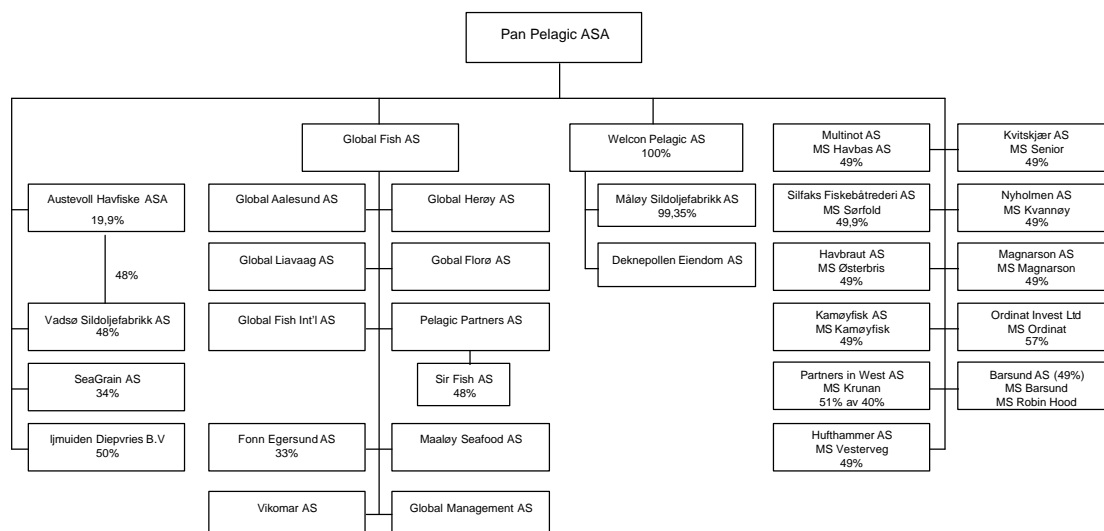 Pan Pelagic ASA
Global Fish AS
Welcon Pelagic AS
100%
Multinot AS
MS Havbas AS
49%
Kvitskjær AS
MS Senior
49%
Austevoll Havfiske ASA
19,9%
Global Aalesund AS
Global Herøy AS
Måløy Sildoljefabrikk AS
99,35%
Silfaks Fiskebåtrederi AS
MS Sørfold
49,9%
Nyholmen AS
MS Kvannøy
49%
48%
Global Liavaag AS
Gobal Florø AS
Deknepollen Eiendom AS
Havbraut AS
MS Østerbris
49%
Magnarson AS
MS Magnarson
49%
Vadsø Sildoljefabrikk AS
48%
Global Fish Int'l AS
Pelagic Partners AS
Kamøyfisk AS
MS Kamøyfisk
49%
Ordinat Invest Ltd
MS Ordinat
57%
SeaGrain AS
34%
Sir Fish AS
48%
Partners in West AS
MS Krunan
51% av 40%
Barsund AS (49%)
MS Barsund
MS Robin Hood
Ijmuiden Diepvries B.V
50%
Fonn Egersund AS
33%
Maaløy Seafood AS
Hufthammer AS
MS Vesterveg
49%
Vikomar AS
Global Management AS